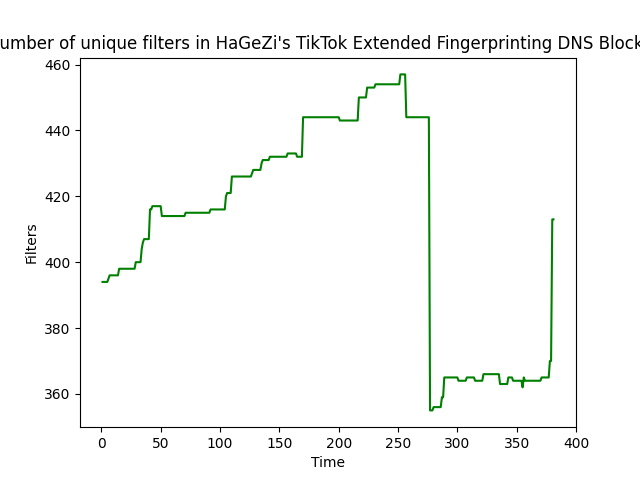 umber of unique filters in HaGeZi's TikTok Extended Fingerprinting DNS Block
460
440
420
400
380
360
Filters
0 50 100 150 200 250 300 350 400
Time